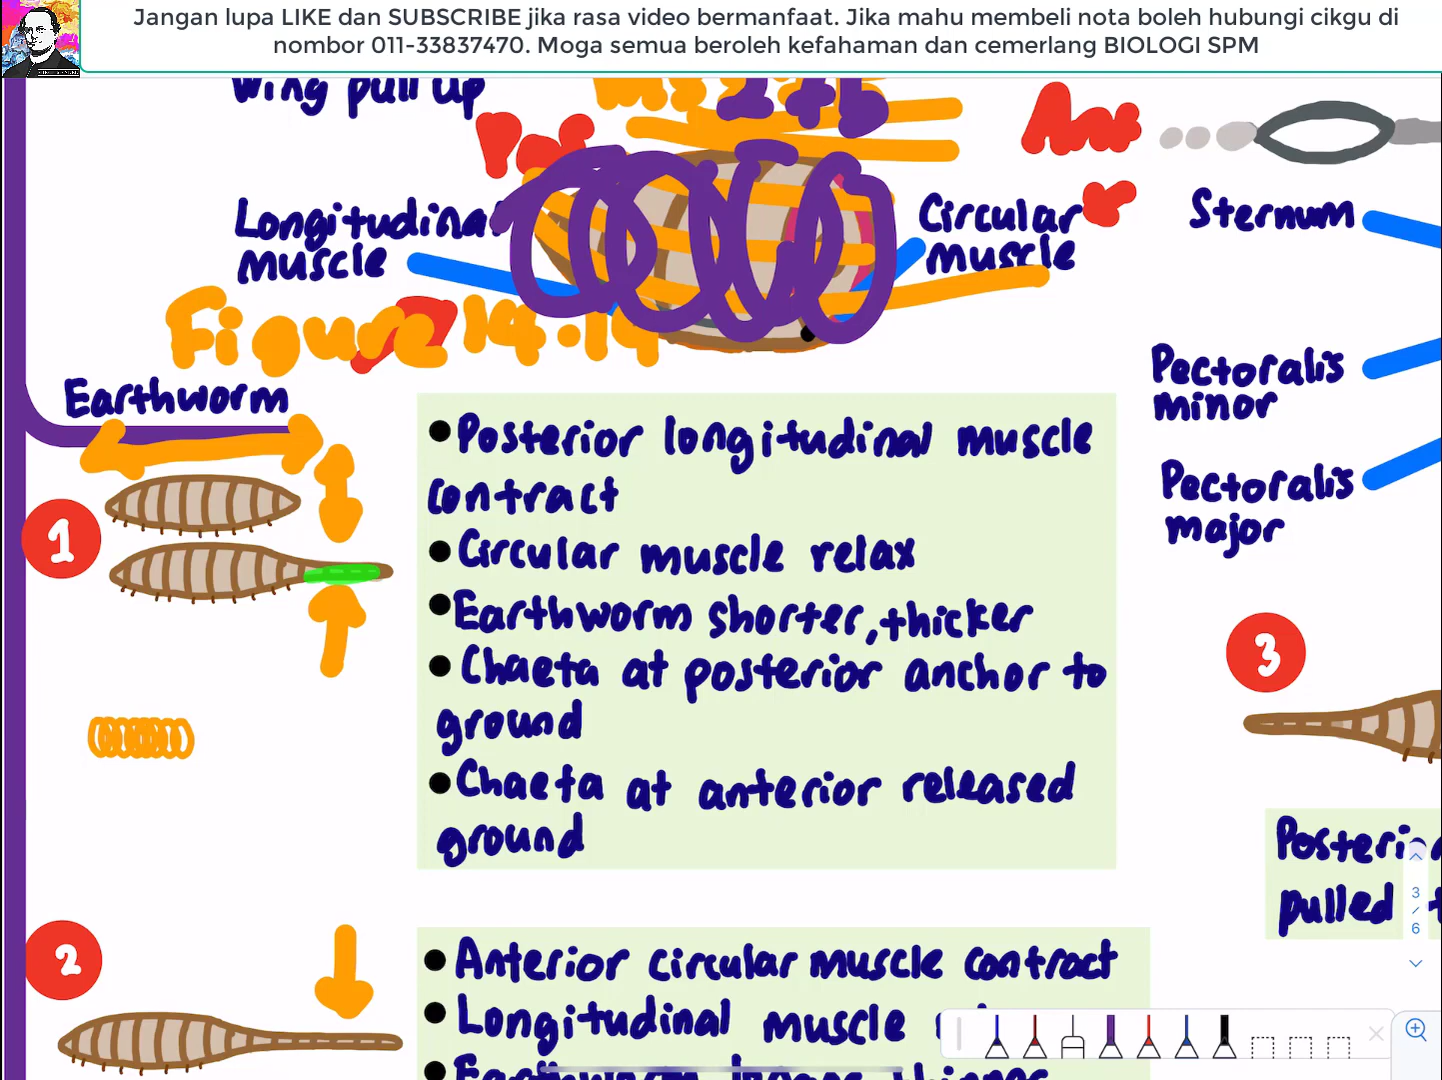 Jangan lupa LIKE dan SUBSCRIBE jika rasa video bermanfaat. Jika mahu membeli nota boleh hubungi cikgu di
nombor 011-33837470. Moga semua beroleh kefahaman dan cemerlang BIOLOGI SPM
Wing pull up
Longitudinal
muscle
Circular
muscle
Figure 14.14
Ant
Sternum
Pectoralis
minor
Pectoralis
major
Earthworm
1
Posterior longitudinal muscle
contract
Circular muscle relax
Earthworm shorter, thicker
Chaeta at posterior anchor to
ground
Chaeta at anterior released
ground
3
pulled
3
/
6
2
Anterior circular muscle contract
Longitudinal muscle